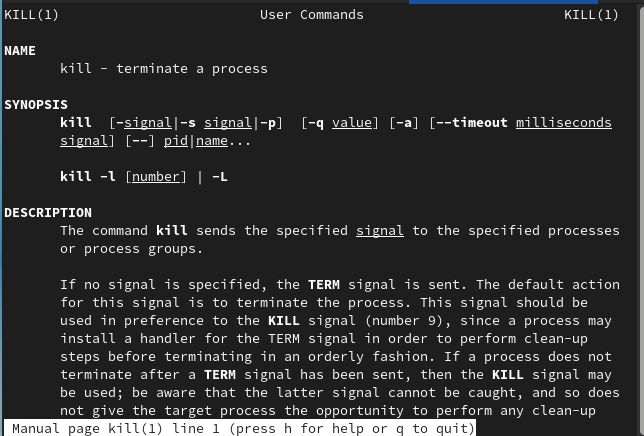 KILL(1) User Commands KILL(1)
NAME
kill - terminate a process
SYNOPSIS
kill [-signal|-s signal|-p] [-q value] [-a] [--timeout milliseconds
signal] [--] pid|name...
kill -l [number] | -L
DESCRIPTION
The command kill sends the specified signal to the specified processes
or process groups.
If no signal is specified, the TERM signal is sent. The default action
for this signal is to terminate the process. This signal should be
used in preference to the KILL signal (number 9), since a process may
install a handler for the TERM signal in order to perform clean-up
steps before terminating in an orderly fashion. If a process does not
terminate after a TERM signal has been sent, then the KILL signal may
be used; be aware that the latter signal cannot be caught, and so does
not give the target process the opportunity to perform any clean-up
Manual page kill(1) line 1 (press h for help or q to quit)